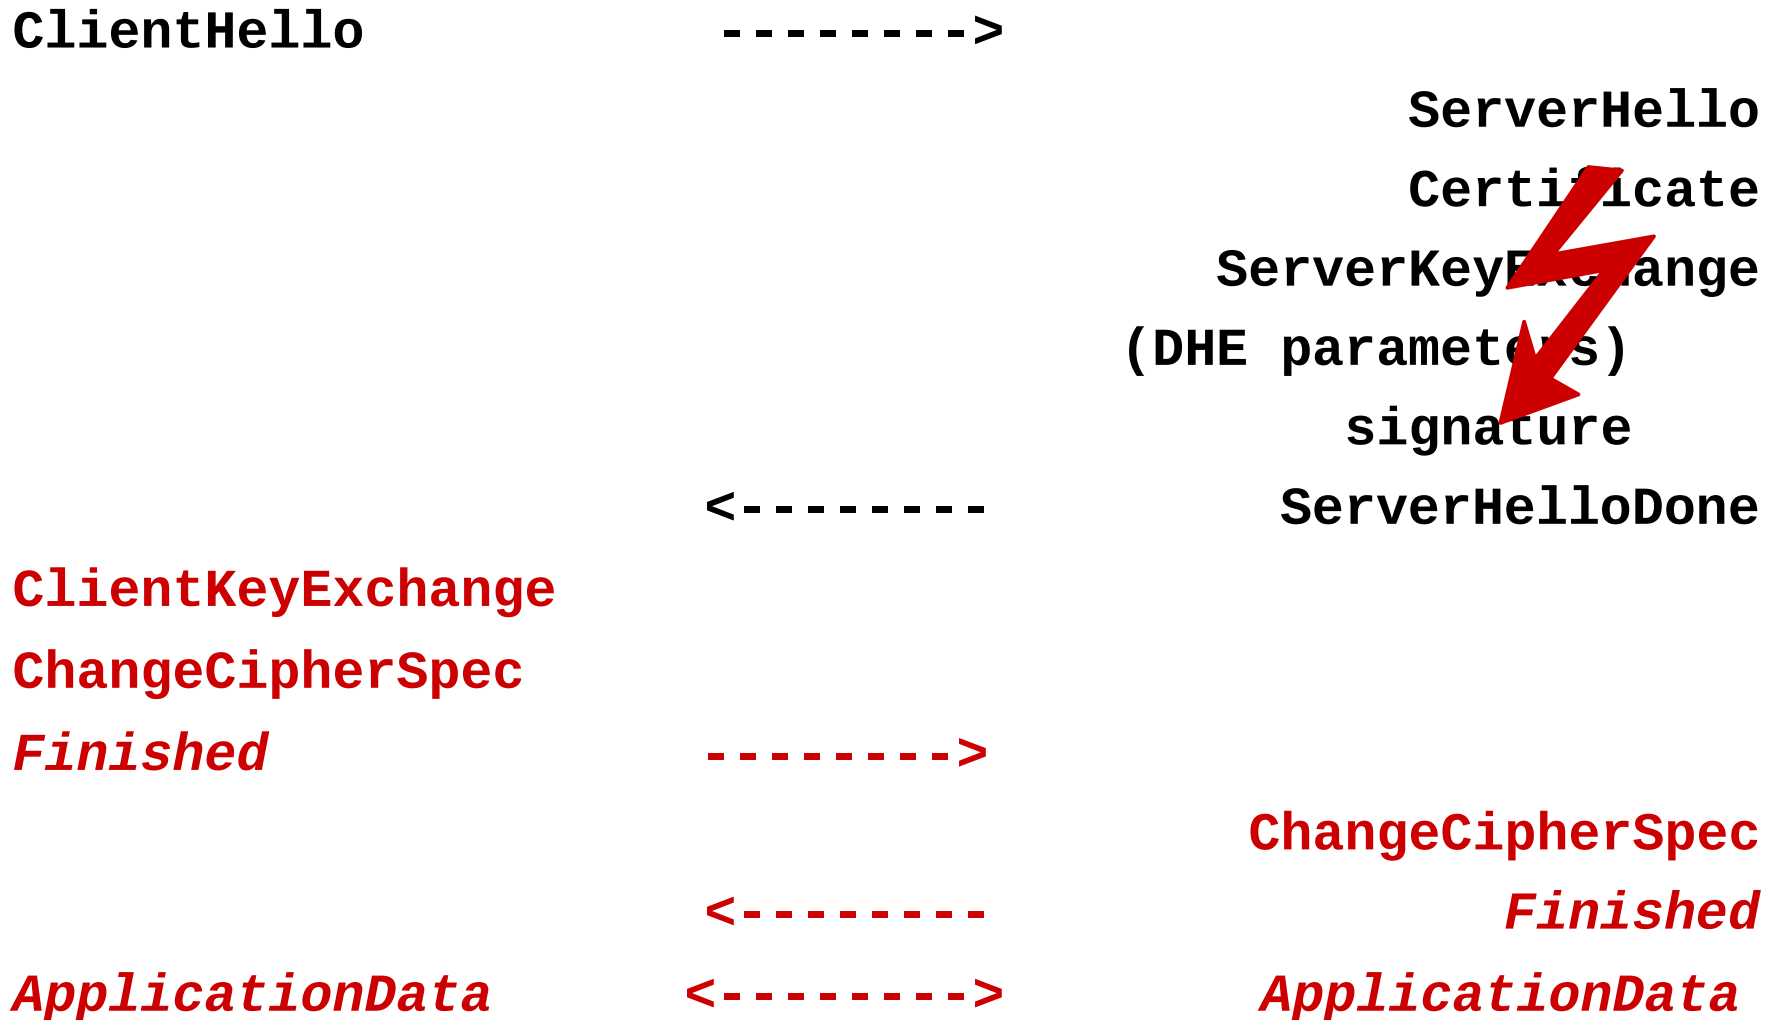 ClientHello -------->
ServerHello
Certificate
ServerKeyExchange
(DHE parameters)
signature
<-------- ServerHelloDone
ClientKeyExchange
ChangeCipherSpec
Finished -------->
ChangeCipherSpec
<-------- Finished
ApplicationData <--------> ApplicationData